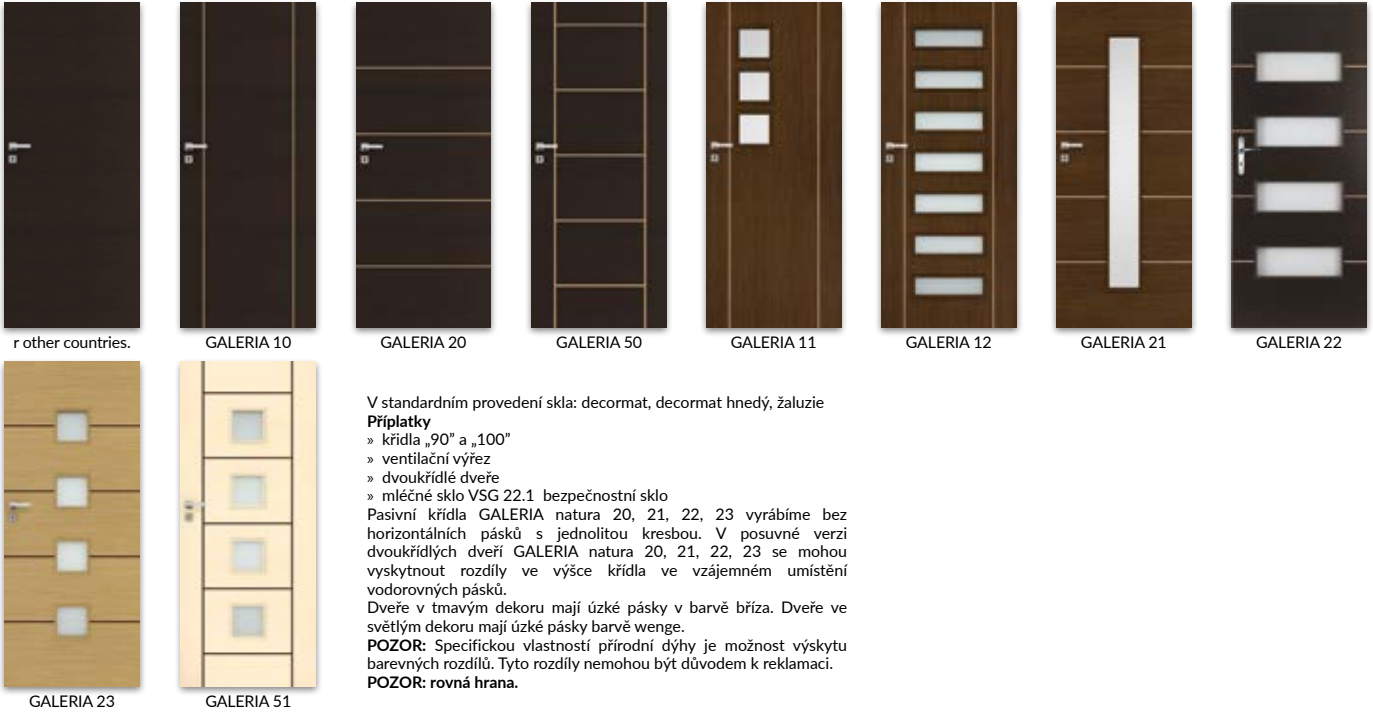 r other countries.
GALERIA 10
GALERIA 20
GALERIA 50
GALERIA 11
GALERIA 12
GALERIA 21
GALERIA 22
GALERIA 23
GALERIA 51
V standardním provedení skla: decormat, decormat hnedý, žaluzie
Příplatky
» křidla „90” a „100”
» ventilační výřez
» dvoukřídlé dveře
» mléčné sklo VSG 22.1 bezpečnostní sklo
Pasivní křídla GALERIA natura 20, 21, 22, 23 vyrábíme bez
horizontálních pásků s jednolitou kresbou. V posuvné verzi
dvoukřídlých dveří GALERIA natura 20, 21, 22, 23 se mohou
vyskytnout rozdíly ve výšce křídla ve vzájemném umístění
vodorovných pásků.
Dveře v tmavým dekoru mají úzké pásky v barvě bříza. Dveře ve
světlým dekoru mají úzké pásky barvě wenge.
POZOR: Specifickou vlastností přírodní dýhy je možnost výskytu
barevných rozdílů. Tyto rozdíly nemohou být důvodem k reklamaci.
POZOR: rovná hrana.